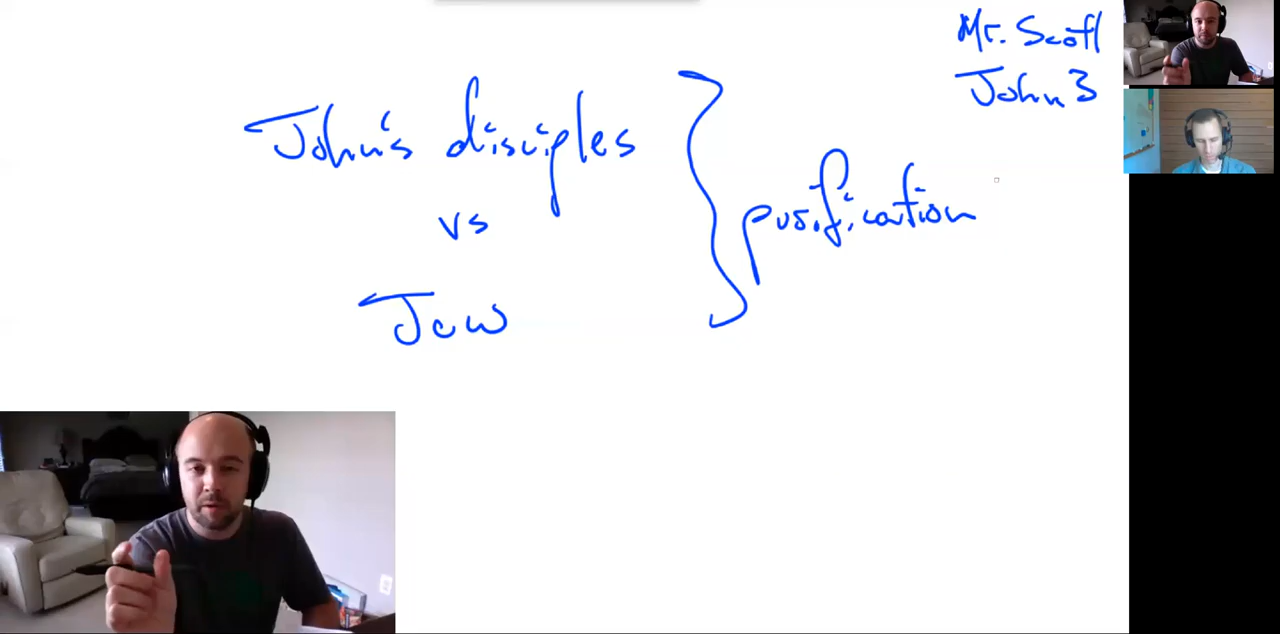 Mr. Scott
John 3
John's disciples
vs
Jew
purification